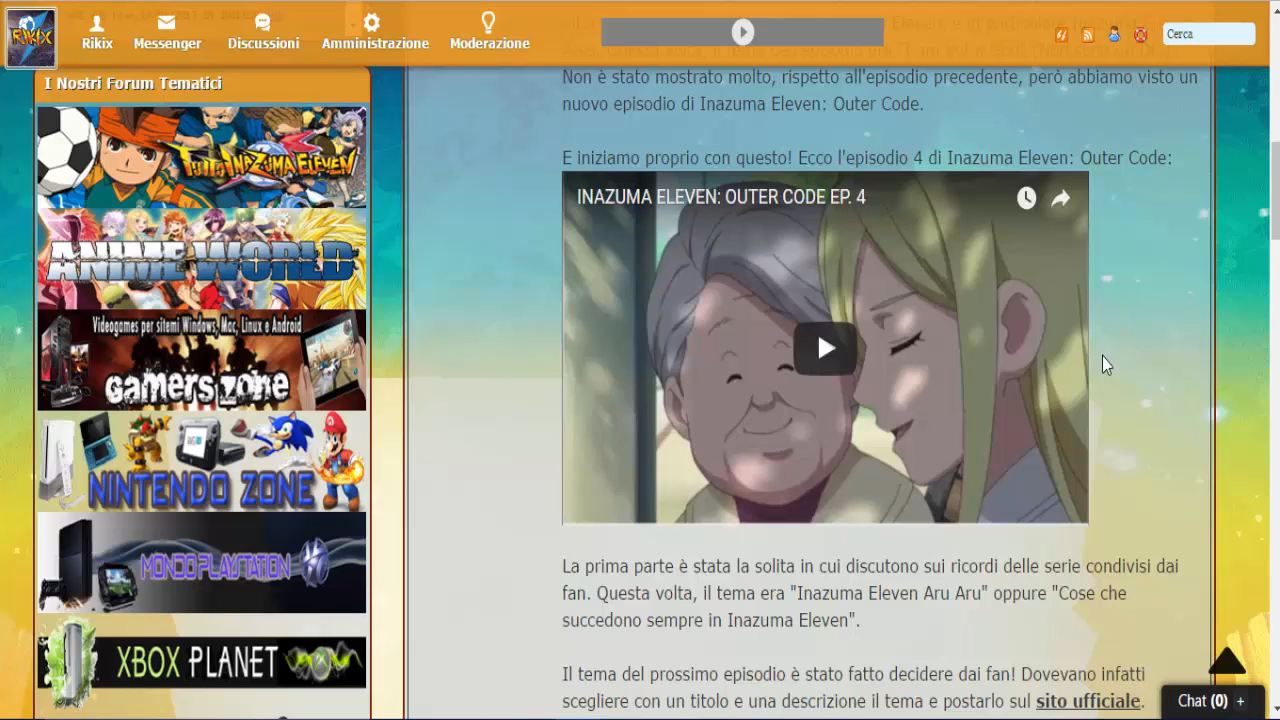 RIKIX
Rikix
Messenger
Discussioni
Amministrazione
Moderazione
Cerca
I Nostri Forum Tematici
TUTTO INAZUMA ELEVEN
ANIME WORLD
Videogames per sitemi Windows, Mac, Linux e Android
GAMERS ZONE
NINTENDO ZONE
MONDO PLAYSTATION
XBOX PLANET
Non è stato mostrato molto, rispetto all'episodio precedente, però abbiamo visto un
nuovo episodio di Inazuma Eleven: Outer Code.
E iniziamo proprio con questo! Ecco l'episodio 4 di Inazuma Eleven: Outer Code:
INAZUMA ELEVEN: OUTER CODE EP. 4
La prima parte è stata la solita in cui discutono sui ricordi delle serie condivisi dai
fan. Questa volta, il tema era "Inazuma Eleven Aru Aru" oppure "Cose che
succedono sempre in Inazuma Eleven".
Il tema del prossimo episodio è stato fatto decidere dai fan! Dovevano infatti
scegliere con un titolo e una descrizione il tema e postarlo sul sito ufficiale.
Chat (0) +